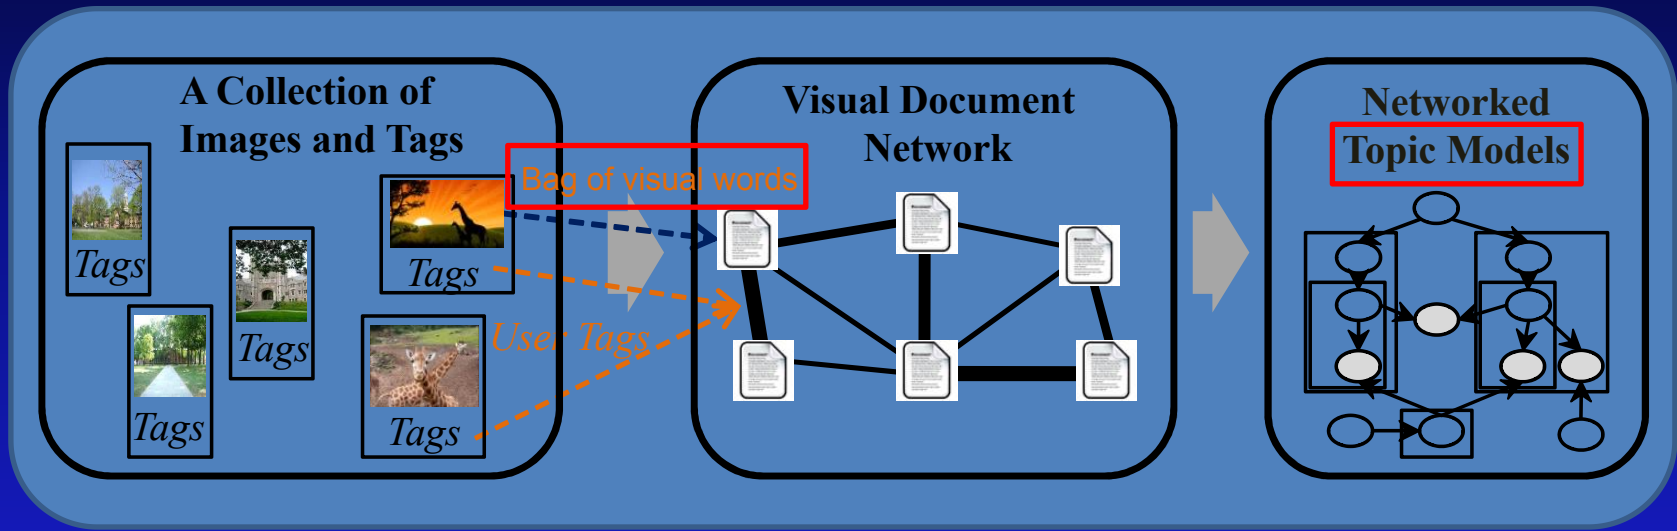 A Collection of
Images and Tags
Tags
Tags
Tags
Tags
Tags
Bag of visual words
User Tags
Visual Document
Network
Networked
Topic Models